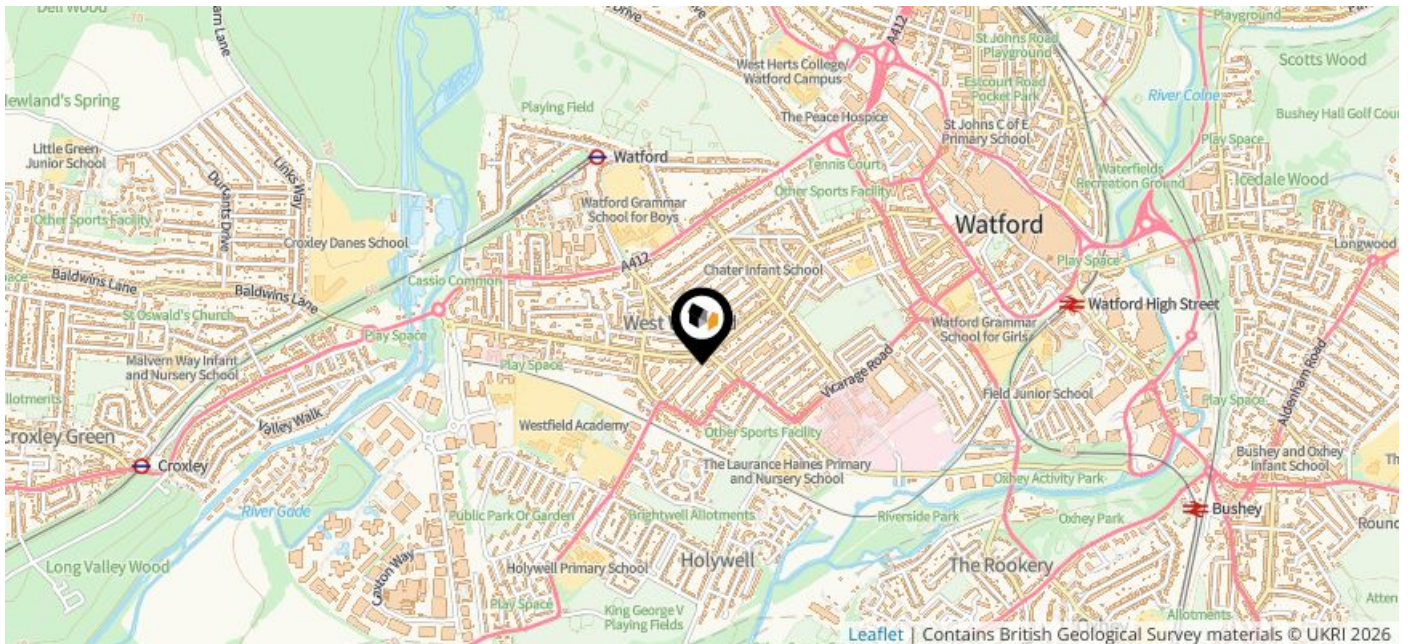 Dell Wood
Playground
A412
St Johns Road
Playground
Scotts Wood
West Herts College/
Watford Campus
Estcourt Road
Pocket Park
River Colne
Newland's Spring
Playing Field
Bushey Hall Golf
The Peace Hospice
St Johns C of E
Primary School
Play Space
Little Green
Junior School
Links Way
Watford
Tennis Court
Waterfields
Recreation Ground
Icedale Wood
Durrants Drive
Other Sports Facility
Other Sports Facility
Watford Grammar
School for Boys
Watford
Croxley Danes School
Longwood
A412
Chater Infant School
Play Space
Baldwins Lane
Baldwins Lane
Cassio Common
St Oswald's Church
West
Watford High Street
Play Space
Watford Grammar
School for Girls
Malvern Way Infant
and Nursery School
Play Space
Vicarage Road
Aldenham Road
Allotments
Field Junior School
Play Space
Valley Walk
Croxley Green
Westfield Academy
Other Sports Facility
Bushey and Oxhey
Infant School
Croxley
The Laurance Haines Primary
and Nursery School
Oxhey Activity Park
River Gade
Public Park Or Garden
Brightwell Allotments
Riverside Park
Oxhey Park
Bushey
Long Valley Wood
Caxton Way
Holywell Primary School
Holywell
The Rookery
Play Space
King George V
Playing Fields
Allotments
Leaflet | Contains British Geological Survey materials © UKRI 2026